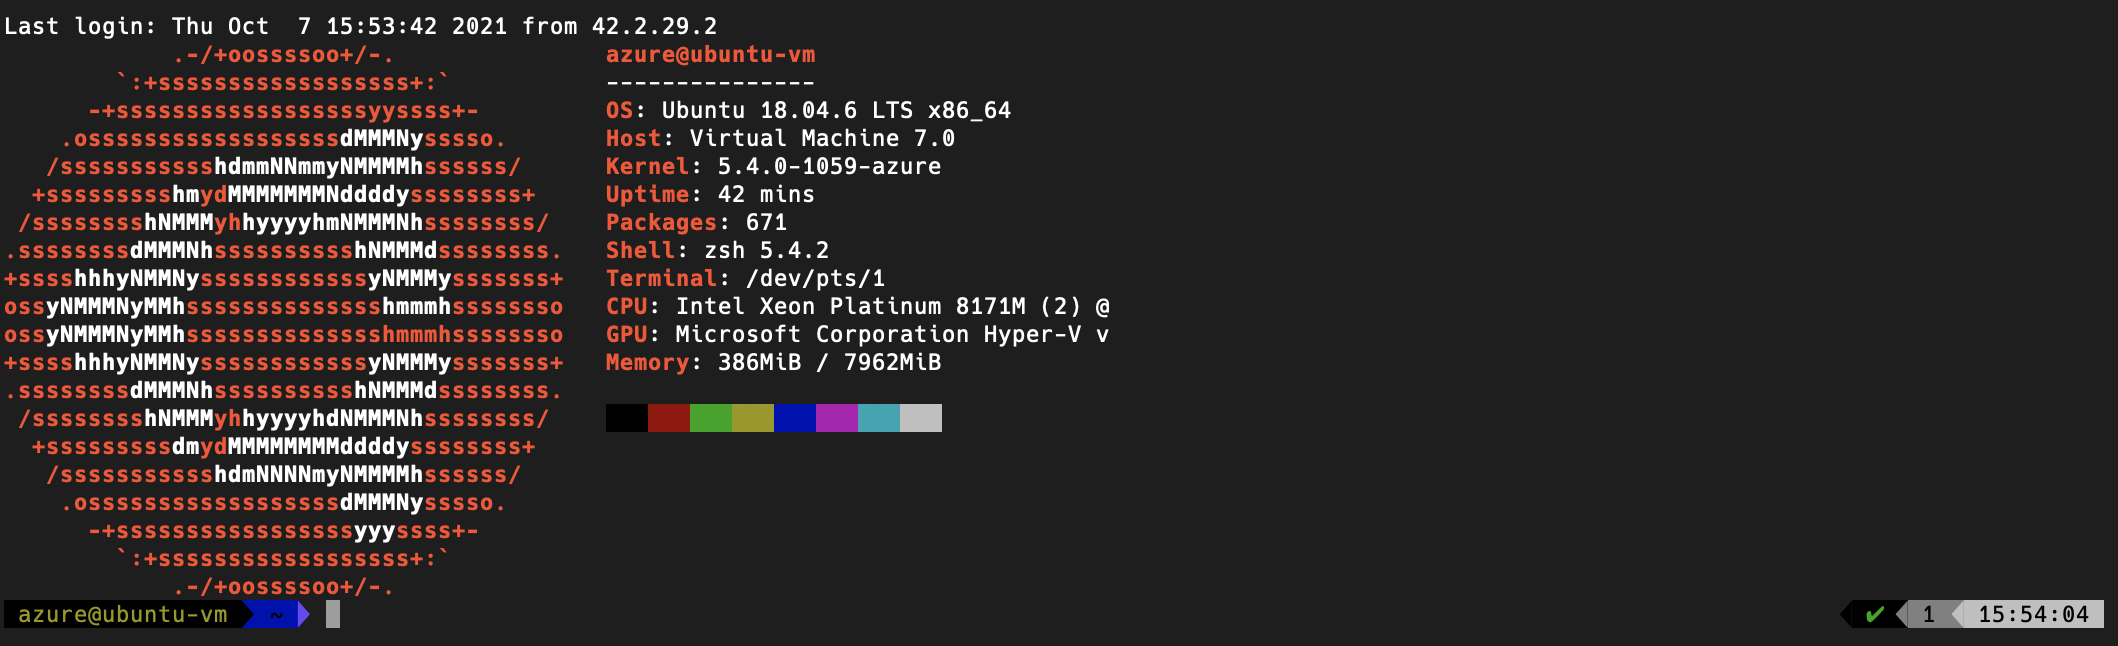 Last login: Thu Oct  7 15:53:42 2021 from 42.2.29.2
            .-/+oossssoo+/-.               azure@ubuntu-vm
        `:+ssssssssssssssssss+:`           ---------------
      -+ssssssssssssssssssyyssss+-         OS: Ubuntu 18.04.6 LTS x86_64
    .ossssssssssssssssssdMMMNysssso.       Host: Virtual Machine 7.0
   /ssssssssssshdmmNNmmyNMMMMhssssss/      Kernel: 5.4.0-1059-azure
  +ssssssssshmydMMMMMMMNddddyssssssss+     Uptime: 42 mins
 /sssssssshNMMMyhhyyyyhmNMMMNhssssssss/    Packages: 671
.ssssssssdMMMNhsssssssssshNMMMdssssssss.   Shell: zsh 5.4.2
+sssshhhyNMMNyssssssssssssyNMMMysssssss+   Terminal: /dev/pts/1
ossyNMMMNyMMhsssssssssssssshmmmhssssssso   CPU: Intel Xeon Platinum 8171M (2) @
ossyNMMMNyMMhsssssssssssssshmmmhssssssso   GPU: Microsoft Corporation Hyper-V v
+sssshhhyNMMNyssssssssssssyNMMMysssssss+   Memory: 386MiB / 7962MiB
.ssssssssdMMMNhsssssssssshNMMMdssssssss.
 /sssssssshNMMMyhhyyyyhdNMMMNhssssssss/
  +sssssssssdmydMMMMMMMMddddyssssssss+
   /ssssssssssshdmNNNNmyNMMMMhssssss/
    .ossssssssssssssssssdMMMNysssso.
      -+sssssssssssssssssyyyssss+-
        `:+ssssssssssssssssss+:`
            .-/+oossssoo+/-.
azure@ubuntu-vm  ~  ✔  1  15:54:04